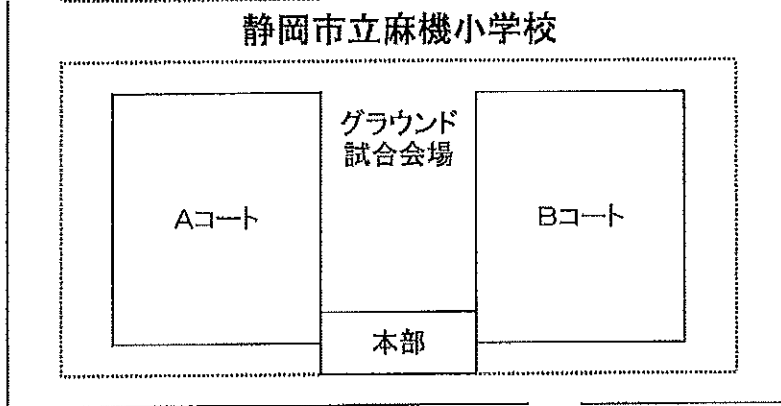 静岡市立麻機小学校
グラウンド
試合会場
Aコート
Bコート
本部